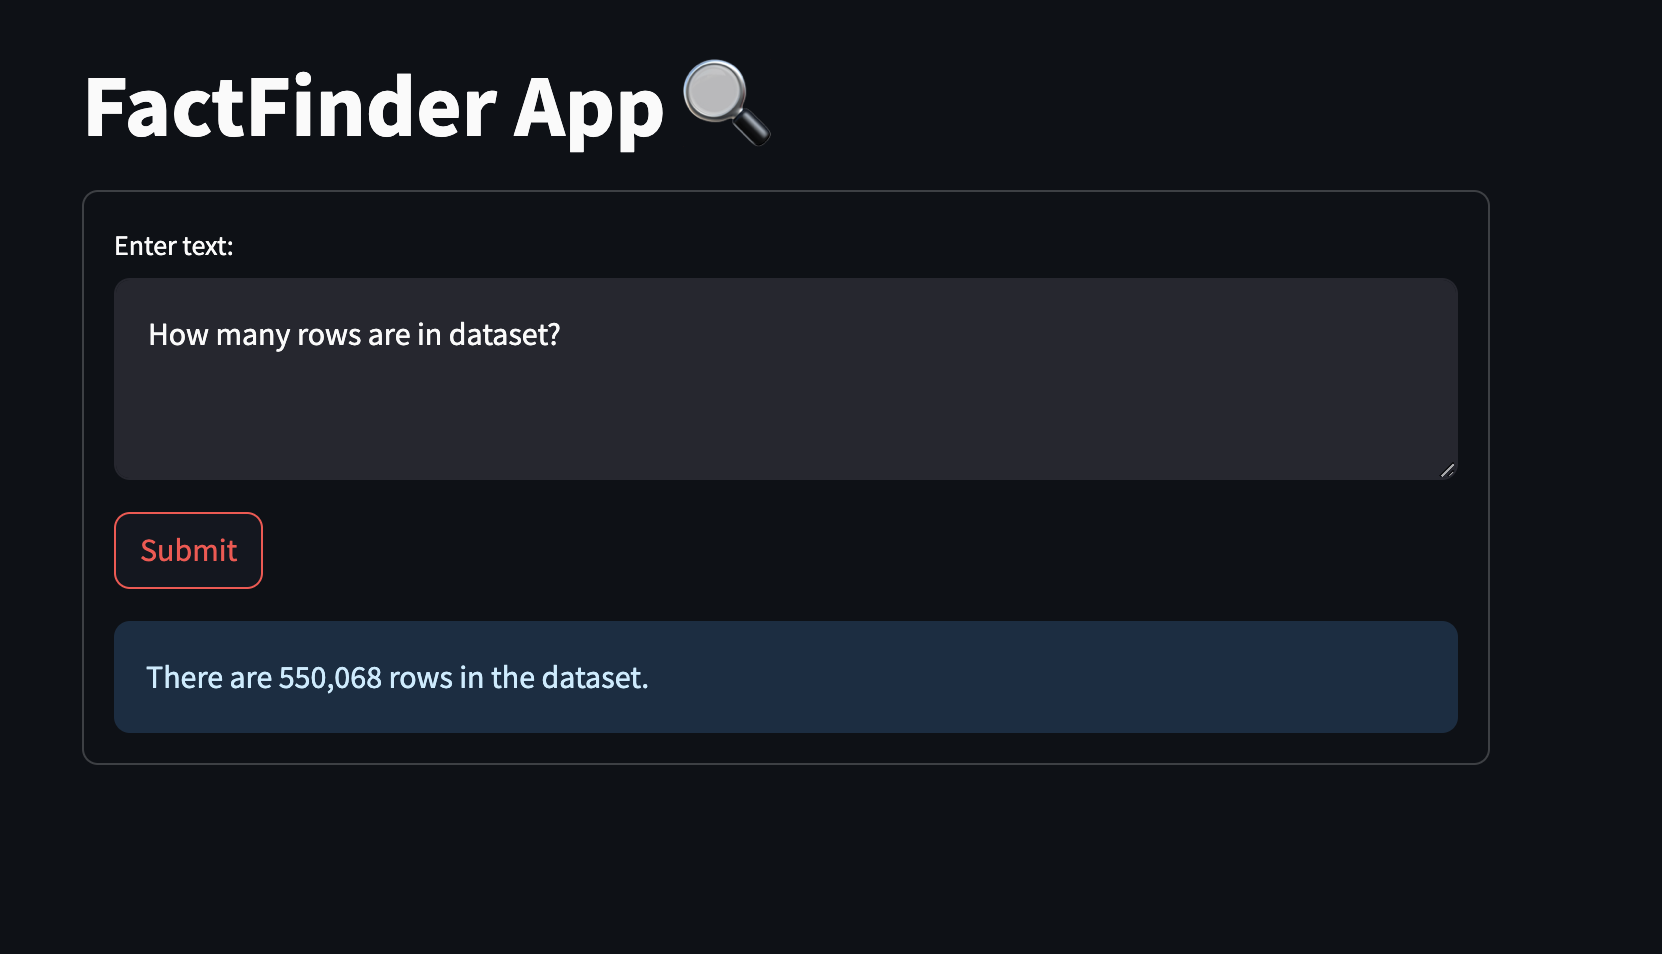 FactFinder App
Enter text:
How many rows are in dataset?
Submit
There are 550,068 rows in the dataset.